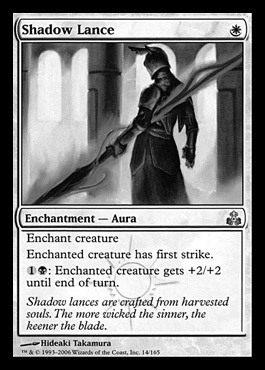 Shadow Lance
Enchantment — Aura
Enchant creature
Enchanted creature has first strike.
1B: Enchanted creature gets +2/+2
until end of turn.
Shadow lances are crafted from harvested
souls. The more wicked the sinner, the
keener the blade.
Hideaki Takamura
™ & © 1993–2006 Wizards of the Coast, Inc. 14/165